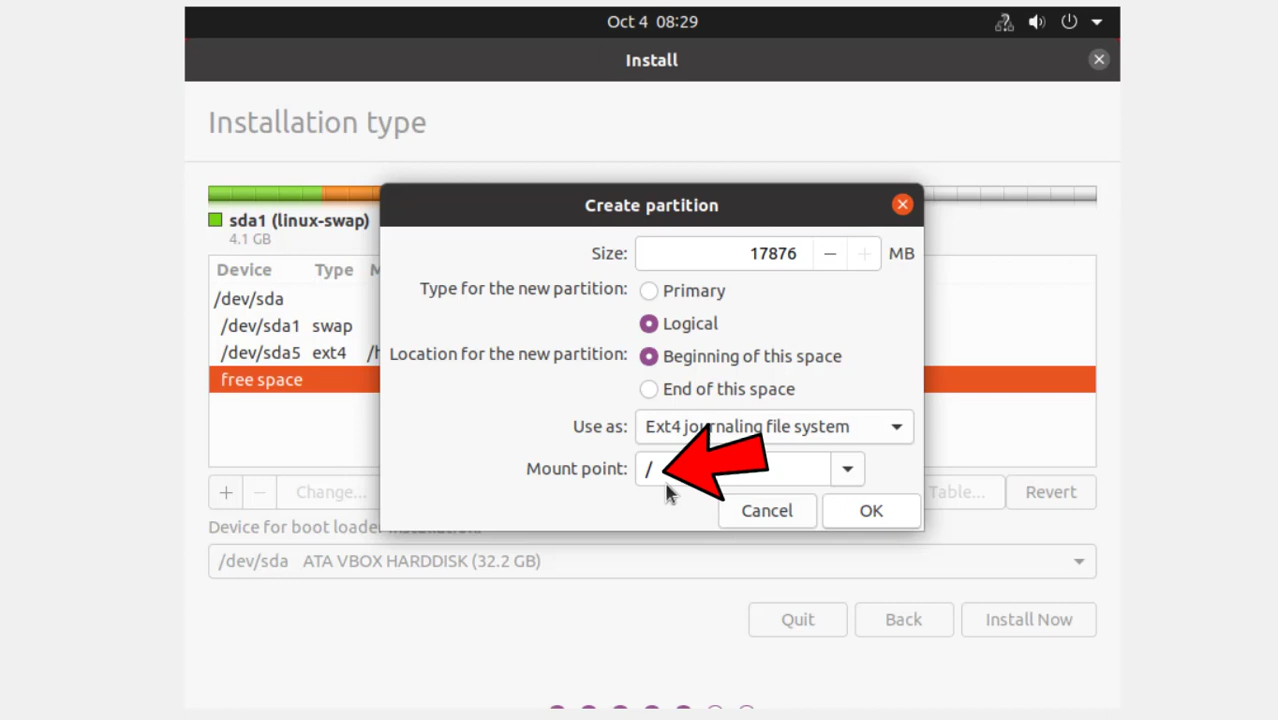 Oct 4 08:29
Install
Installation type
Create partition
sda1 (linux-swap)
4.1 GB
Size: 17876 MB
Device Type
Type for the new partition: Primary
/dev/sda
Logical
/dev/sda1 swap
/dev/sda5 ext4
Location for the new partition: Beginning of this space
free space
End of this space
Use as: Ext4 journaling file system
Mount point: /
+ − Change... Table... Revert
Cancel OK
Device for boot loader installation:
/dev/sda ATA VBOX HARDDISK (32.2 GB)
Quit Back Install Now